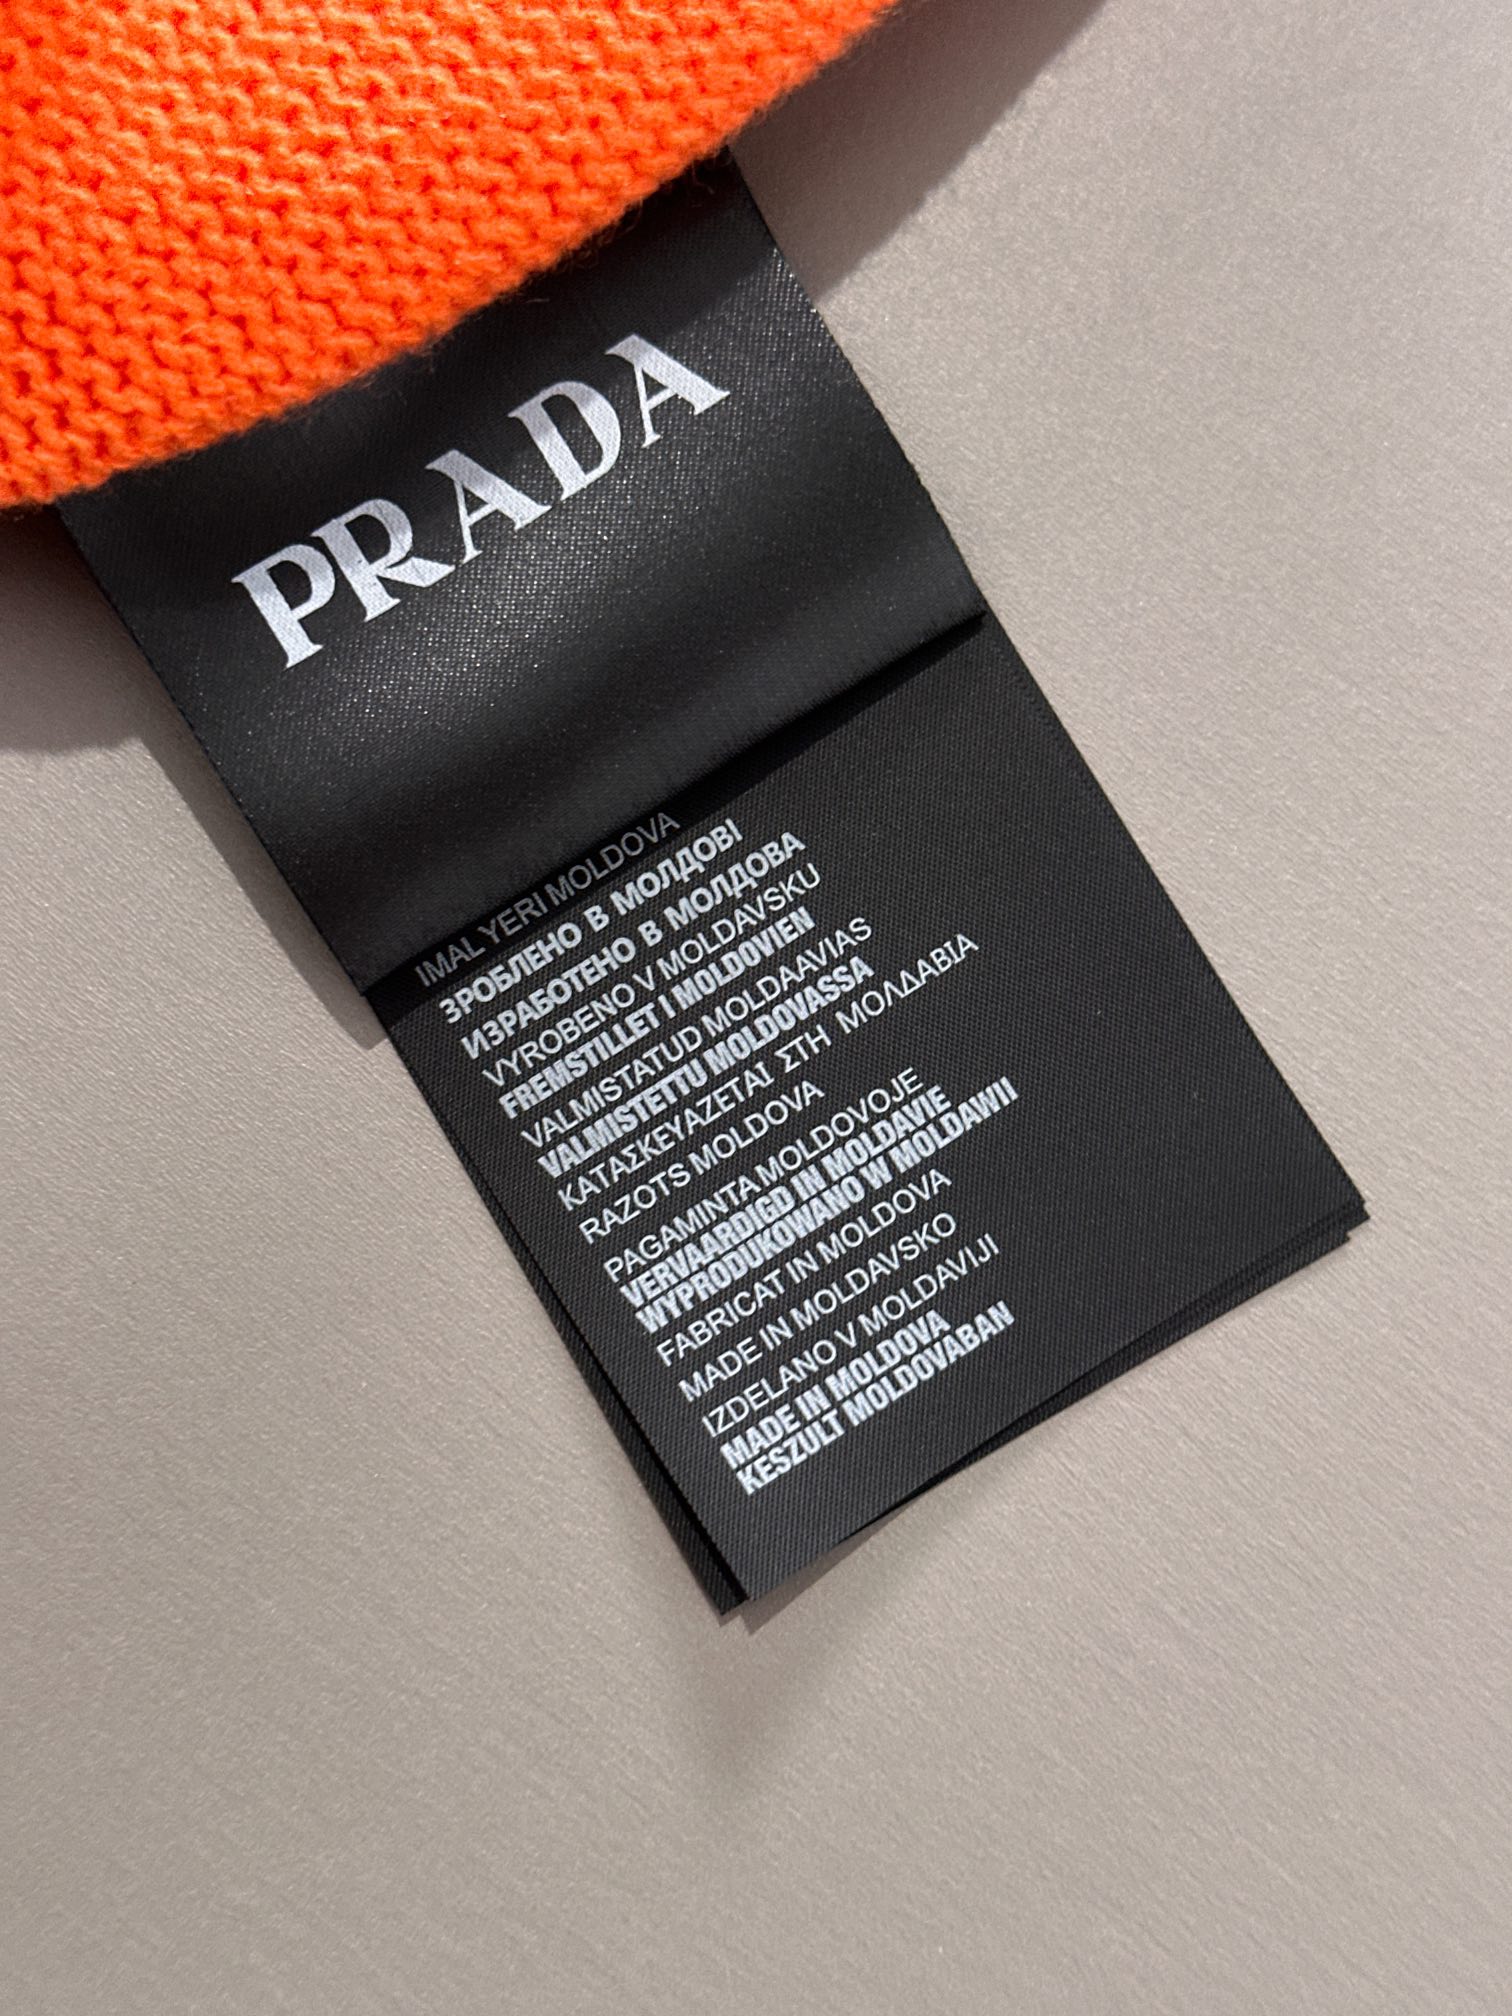 PRADA
IMAL YERI MOLDOVA
ЗРОБЛЕНО В МОЛДОВІ
ИЗРАБОТЕНО В МОЛДОВА
VYROBENO V MOLDAVSKU
FREMSTILLET I MOLDOVIEN
VALMISTATUD MOLDAAVIAS
VALMISTETTU MOLDOVASSA
ΚΑΤΑΣΚΕΥΑΖΕΤΑΙ ΣΤΗ ΜΟΛΔΑΒΙΑ
RAZOTS MOLDOVA
PAGAMINTA MOLDOVOJE
VERVAARDIGD IN MOLDAVIE
WYPRODUKOWANO W MOLDAWII
FABRICAT IN MOLDOVA
MADE IN MOLDAVSKO
IZDELANO V MOLDAVIJI
MADE IN MOLDOVA
KESZULT MOLDOVABAN